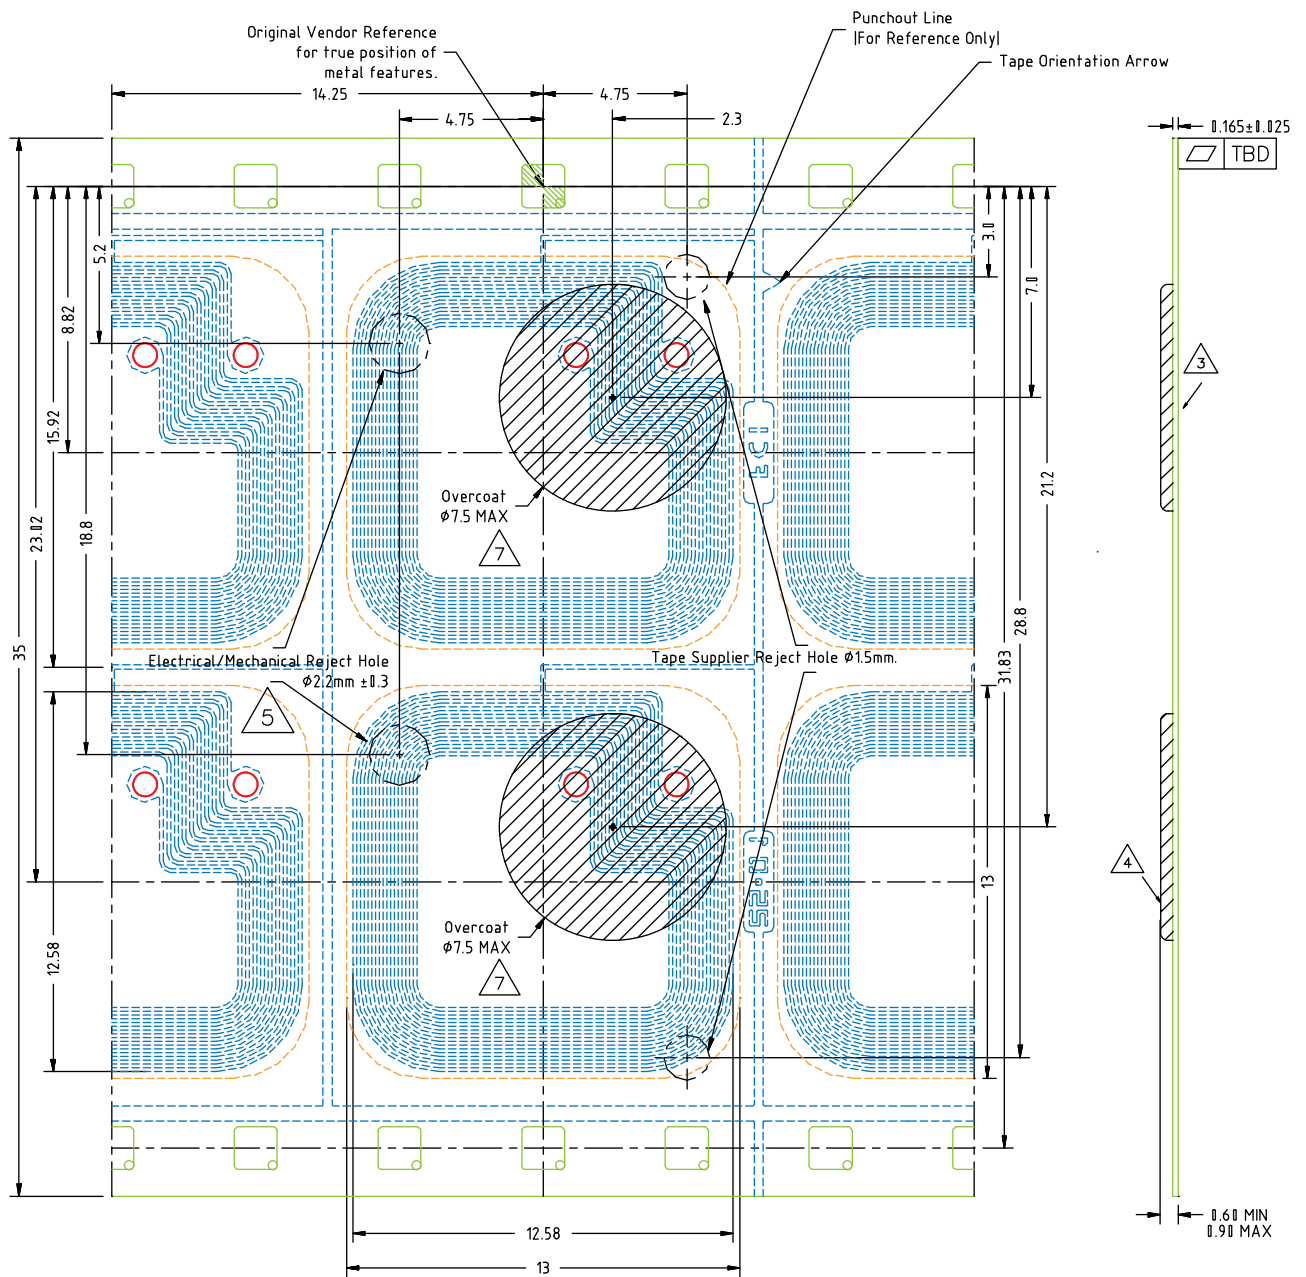 Original Vendor Reference
for true position of
metal features.
Punchout Line
|For Reference Only|
Tape Orientation Arrow
14.25
4.75
4.75
2.3
0.165±0.025
TBD
5.2
8.82
15.92
23.02
18.8
35
3.0
7.0
21.2
28.8
31.83
3
ECI
Overcoat
φ7.5 MAX
7
Electrical/Mechanical Reject Hole
φ2.2mm ±0.3
5
Tape Supplier Reject Hole φ1.5mm.
12.58
13
4
Overcoat
φ7.5 MAX
7
12.58
13
0.60 MIN
0.90 MAX